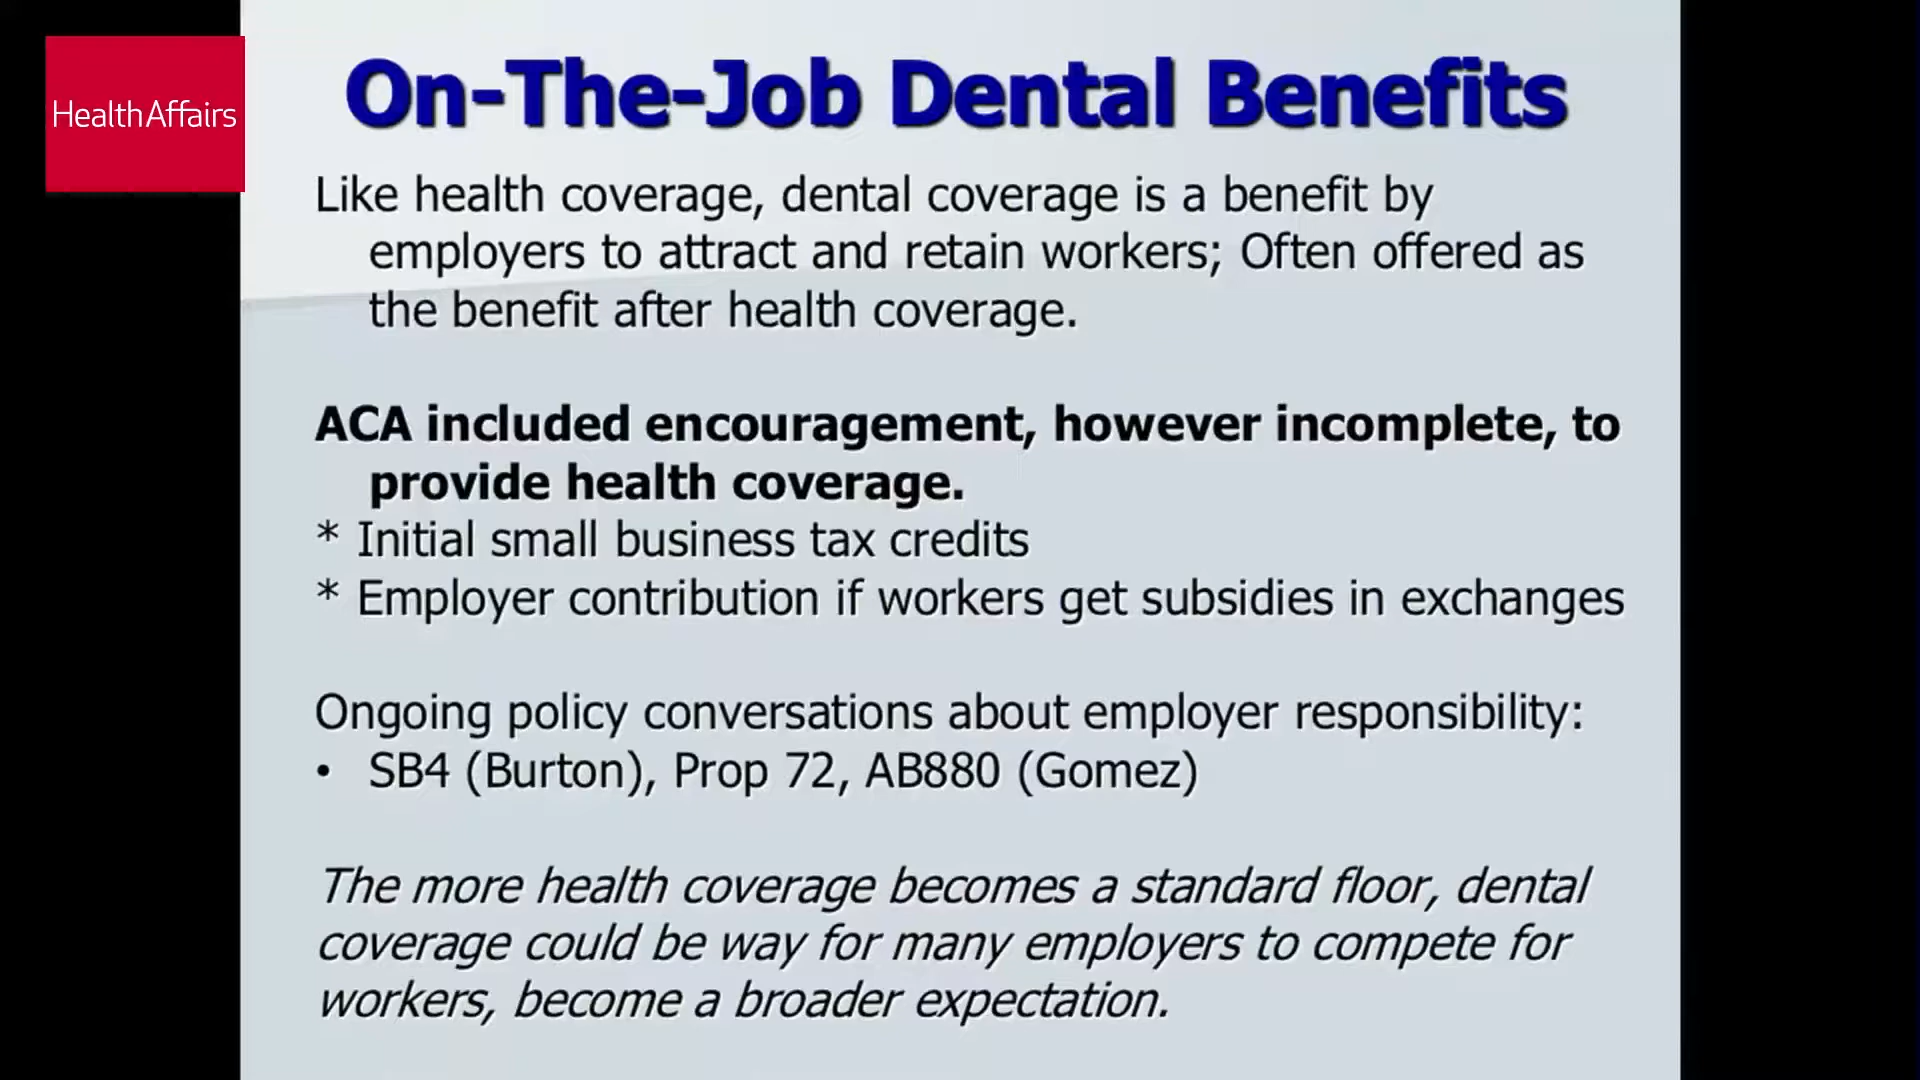 HealthAffairs
On-The-Job Dental Benefits
Like health coverage, dental coverage is a benefit by
employers to attract and retain workers; Often offered as
the benefit after health coverage.
ACA included encouragement, however incomplete, to
provide health coverage.
* Initial small business tax credits
* Employer contribution if workers get subsidies in exchanges
Ongoing policy conversations about employer responsibility:
• SB4 (Burton), Prop 72, AB880 (Gomez)
The more health coverage becomes a standard floor, dental
coverage could be way for many employers to compete for
workers, become a broader expectation.